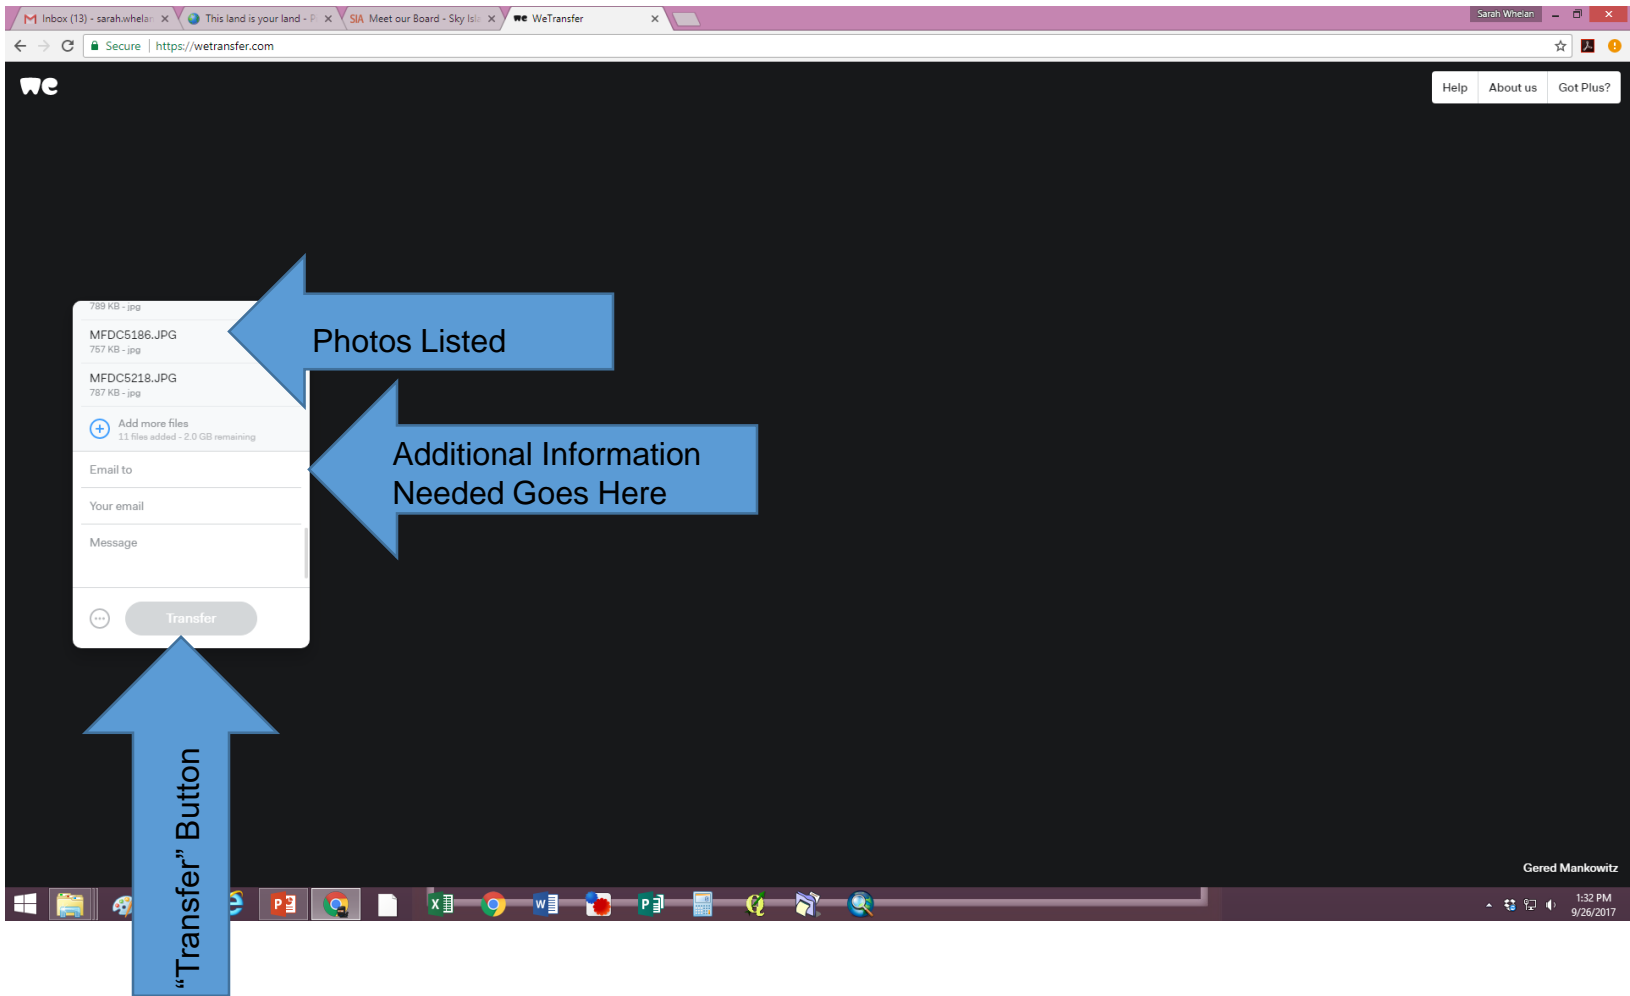 Inbox (13) - sarah.whelan
This land is your land - P
SIA Meet our Board - Sky Isla
we WeTransfer
Sarah Whelan
Secure | https://wetransfer.com
we
Help About us Got Plus?
789 KB - jpg
MFDC5186.JPG
757 KB - jpg
MFDC5218.JPG
787 KB - jpg
Add more files
11 files added - 2.0 GB remaining
Email to
Your email
Message
Transfer
Photos Listed
Additional Information
Needed Goes Here
“Transfer” Button
Gered Mankowitz
1:32 PM
9/26/2017